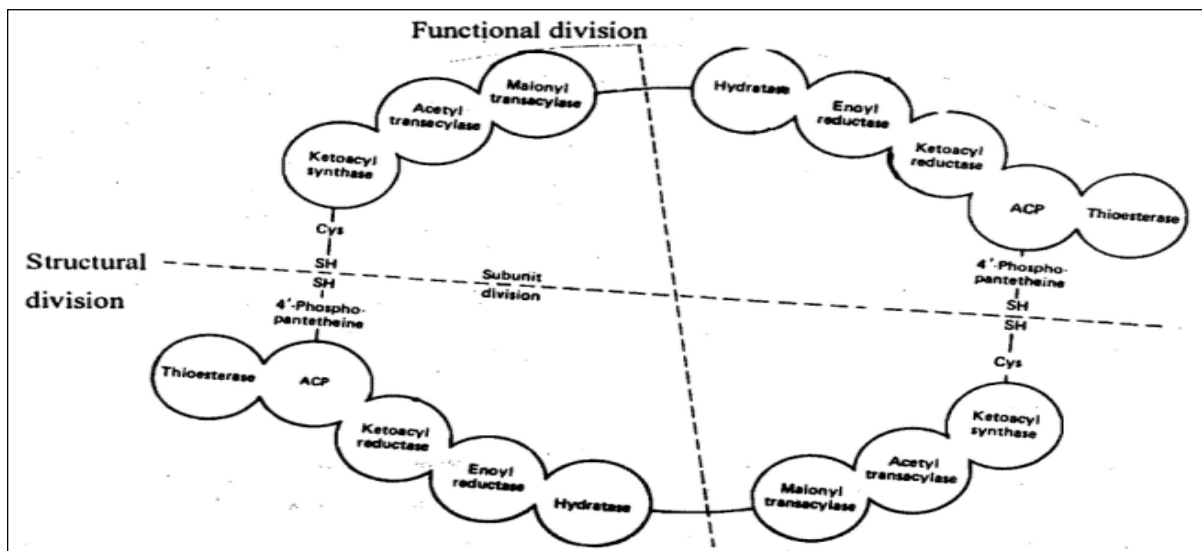 Functional division
Malonyl
transacylase
Acetyl
transacylase
Ketoacyl
synthase
Cys
SH
Hydratase
Enoyl
reductase
Ketoacyl
reductase
ACP
Thioesterase
4'-Phospho-
pantetheine
SH
Structural
division
Subunit
division
SH
4'-Phospho-
pantetheine
Thioesterase
ACP
Ketoacyl
reductase
Enoyl
reductase
Hydratase
SH
Cys
Ketoacyl
synthase
Acetyl
transacylase
Malonyl
transacylase